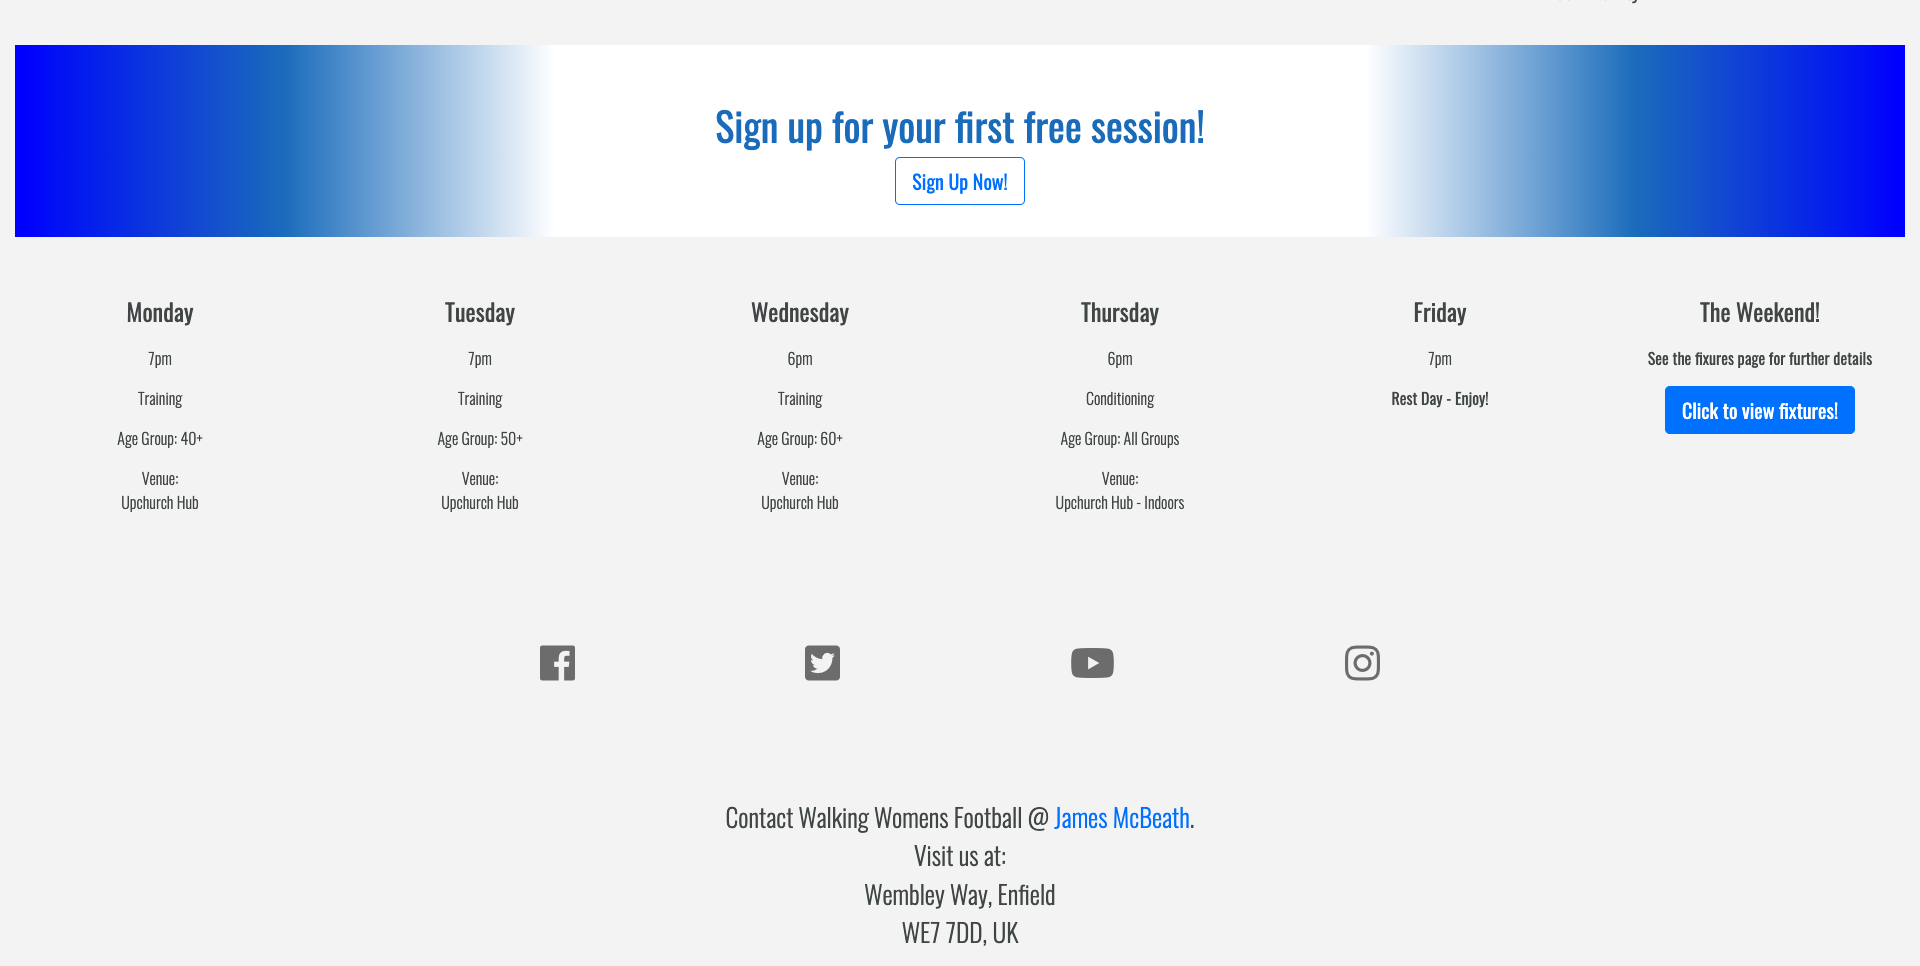 Sign up for your first free session!
Sign Up Now!
Monday
7pm
Training
Age Group: 40+
Venue:
Upchurch Hub
Tuesday
7pm
Training
Age Group: 50+
Venue:
Upchurch Hub
Wednesday
6pm
Training
Age Group: 60+
Venue:
Upchurch Hub
Thursday
6pm
Conditioning
Age Group: All Groups
Venue:
Upchurch Hub - Indoors
Friday
7pm
Rest Day - Enjoy!
The Weekend!
See the fixures page for further details
Click to view fixtures!
Contact Walking Womens Football @ James McBeath.
Visit us at:
Wembley Way, Enfield
WE7 7DD, UK